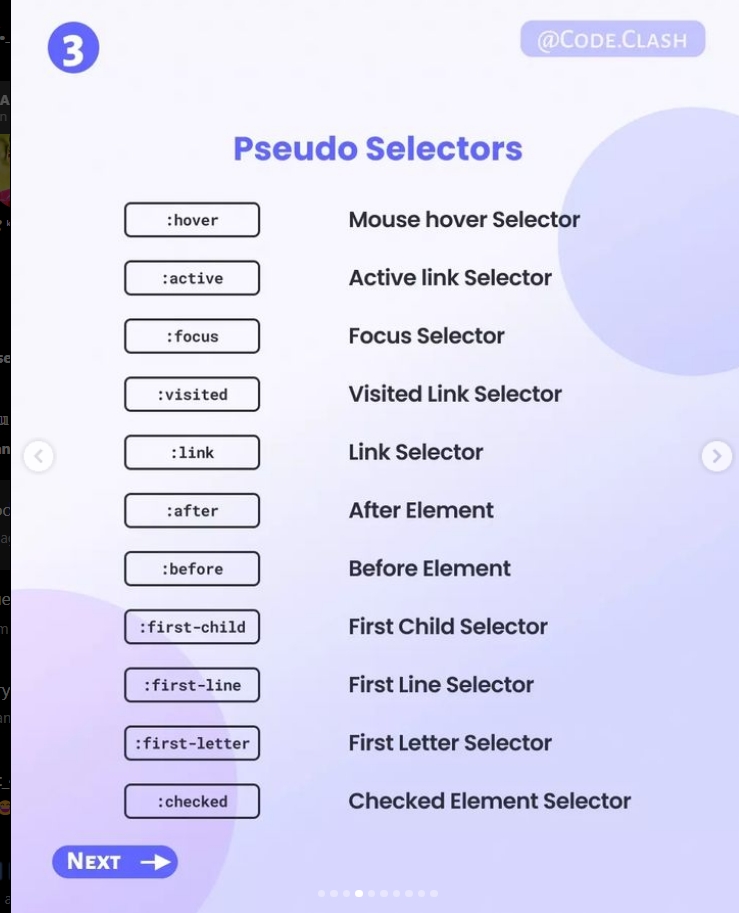 3
@CODE.CLASH
Pseudo Selectors
:hover Mouse hover Selector
:active Active link Selector
:focus Focus Selector
:visited Visited Link Selector
:link Link Selector
:after After Element
:before Before Element
:first-child First Child Selector
:first-line First Line Selector
:first-letter First Letter Selector
:checked Checked Element Selector
NEXT